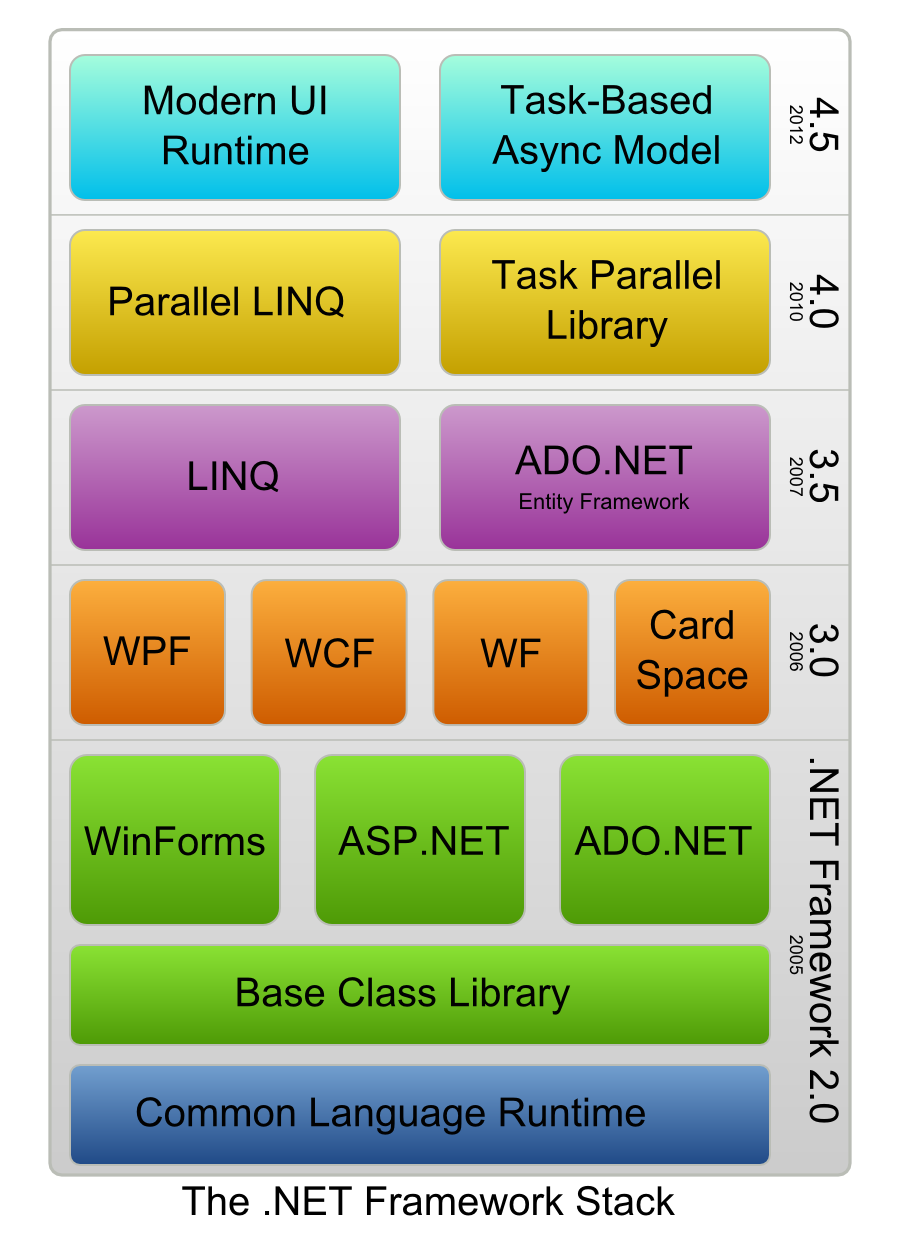 Modern UI
Runtime
Task-Based
Async Model
4.5
2012
Parallel LINQ
Task Parallel
Library
4.0
2010
LINQ
ADO.NET
Entity Framework
3.5
2007
WPF
WCF
WF
Card
Space
3.0
2006
WinForms
ASP.NET
ADO.NET
Base Class Library
Common Language Runtime
.NET Framework 2.0
2005
The .NET Framework Stack